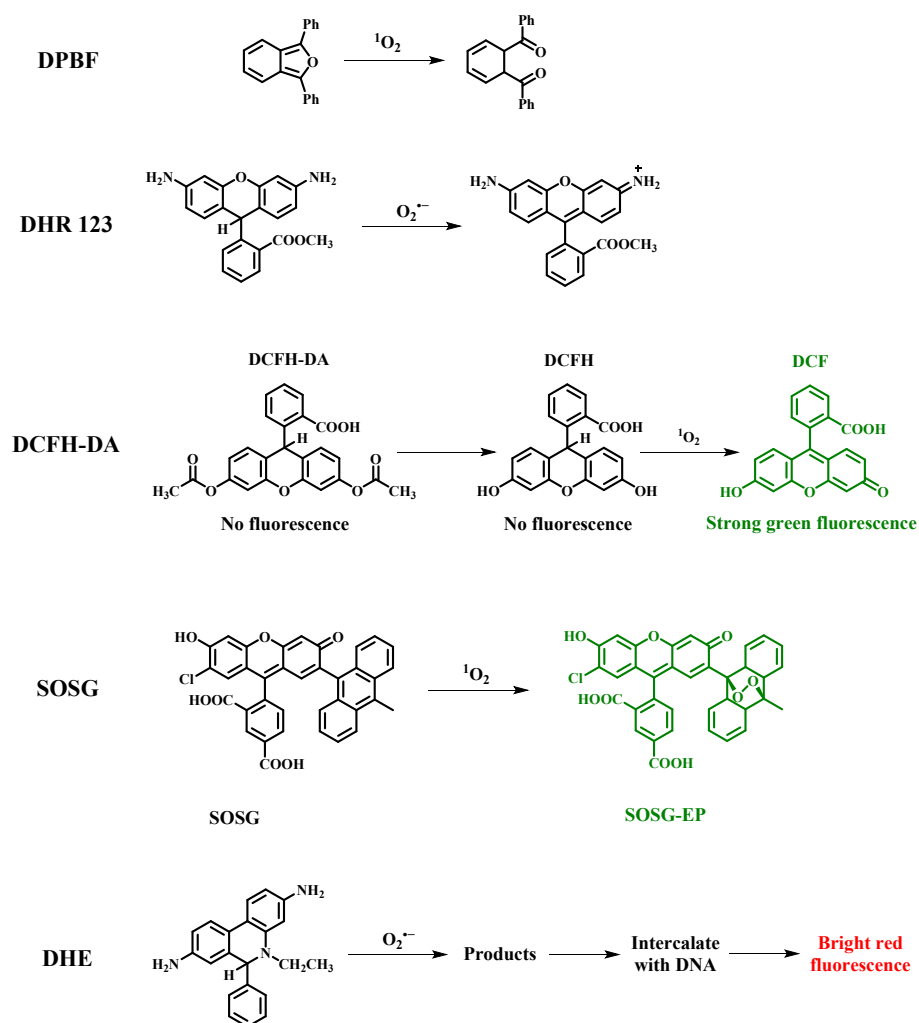 DPBF
Ph
O
Ph
¹O₂
Ph
O
O
Ph
DHR 123
H₂N
O
NH₂
H
COOCH₃
O₂•−
H₂N
O
NH₂
+
COOCH₃
DCFH-DA
DCFH-DA
COOH
H
O
H₃C
O
O
O
O
CH₃
No fluorescence
DCFH
COOH
H
HO
O
OH
No fluorescence
¹O₂
DCF
COOH
HO
O
O
Strong green fluorescence
SOSG
HO
O
O
Cl
HOOC
COOH
SOSG
¹O₂
HO
O
O
Cl
O
O
HOOC
COOH
SOSG-EP
DHE
NH₂
NH₂
N
H
CH₂CH₃
O₂•−
Products
Intercalate
with DNA
Bright red
fluorescence